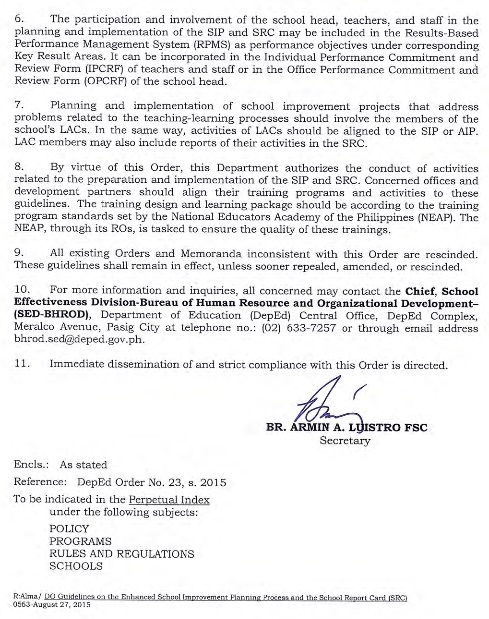 6. The participation and involvement of the school head, teachers, and staff in the
planning and implementation of the SIP and SRC may be included in the Results-Based
Performance Management System (RPMS) as performance objectives under corresponding
Key Result Areas. It can be incorporated in the Individual Performance Commitment and
Review Form (IPCRF) of teachers and staff or in the Office Performance Commitment and
Review Form (OPCRF) of the school head.
7. Planning and implementation of school improvement projects that address
problems related to the teaching-learning processes should involve the members of the
school's LACs. In the same way, activities of LACs should be aligned to the SIP or AIP.
LAC members may also include reports of their activities in the SRC.
8. By virtue of this Order, this Department authorizes the conduct of activities
related to the preparation and implementation of the SIP and SRC. Concerned offices and
development partners should align their training programs and activities to these
guidelines. The training design and learning package should be according to the training
program standards set by the National Educators Academy of the Philippines (NEAP). The
NEAP, through its ROs, is tasked to ensure the quality of these trainings.
9. All existing Orders and Memoranda inconsistent with this Order are rescinded.
These guidelines shall remain in effect, unless sooner repealed, amended, or rescinded.
10. For more information and inquiries, all concerned may contact the Chief, School
Effectiveness Division-Bureau of Human Resource and Organizational Development–
(SED-BHROD), Department of Education (DepEd) Central Office, DepEd Complex,
Meralco Avenue, Pasig City at telephone no.: (02) 633-7257 or through email address
bhrod.sed@deped.gov.ph.
11. Immediate dissemination of and strict compliance with this Order is directed.
BR. ARMIN A. LUISTRO FSC
Secretary
Encls.: As stated
Reference: DepEd Order No. 23, s. 2015
To be indicated in the Perpetual Index
under the following subjects:
POLICY
PROGRAMS
RULES AND REGULATIONS
SCHOOLS
R:Alma/ DO Guidelines on the Enhanced School Improvement Planning Process and the School Report Card (SRC)
0563-August 27, 2015